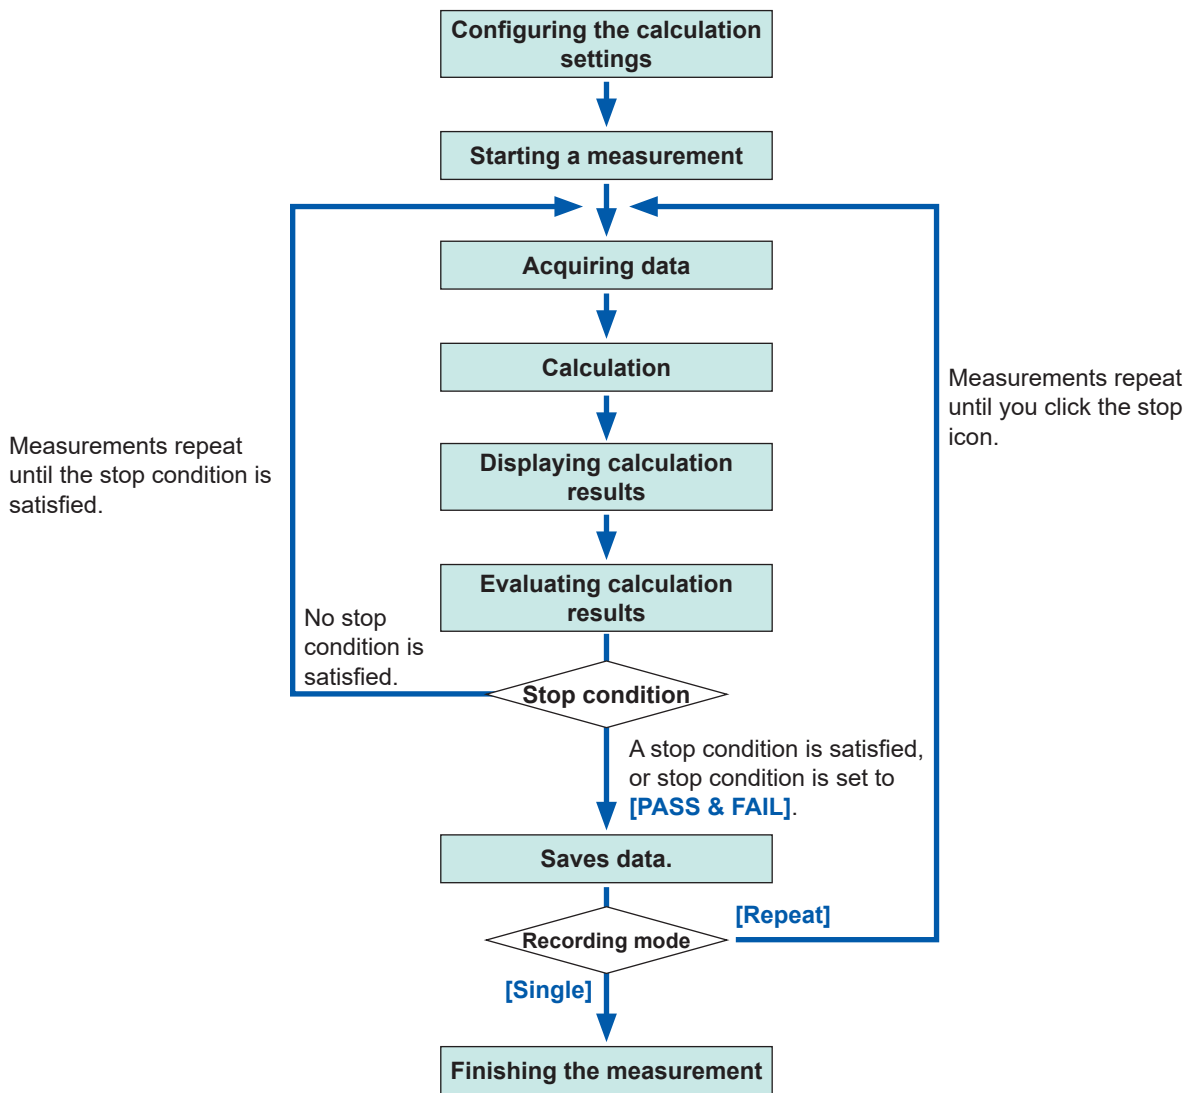 Configuring the calculation
settings
Starting a measurement
Acquiring data
Calculation
Measurements repeat
until you click the stop
icon.
Measurements repeat
until the stop condition is
satisfied.
Displaying calculation
results
Evaluating calculation
results
No stop
condition is
satisfied.
Stop condition
A stop condition is satisfied,
or stop condition is set to
[PASS & FAIL].
Saves data.
[Repeat]
Recording mode
[Single]
Finishing the measurement